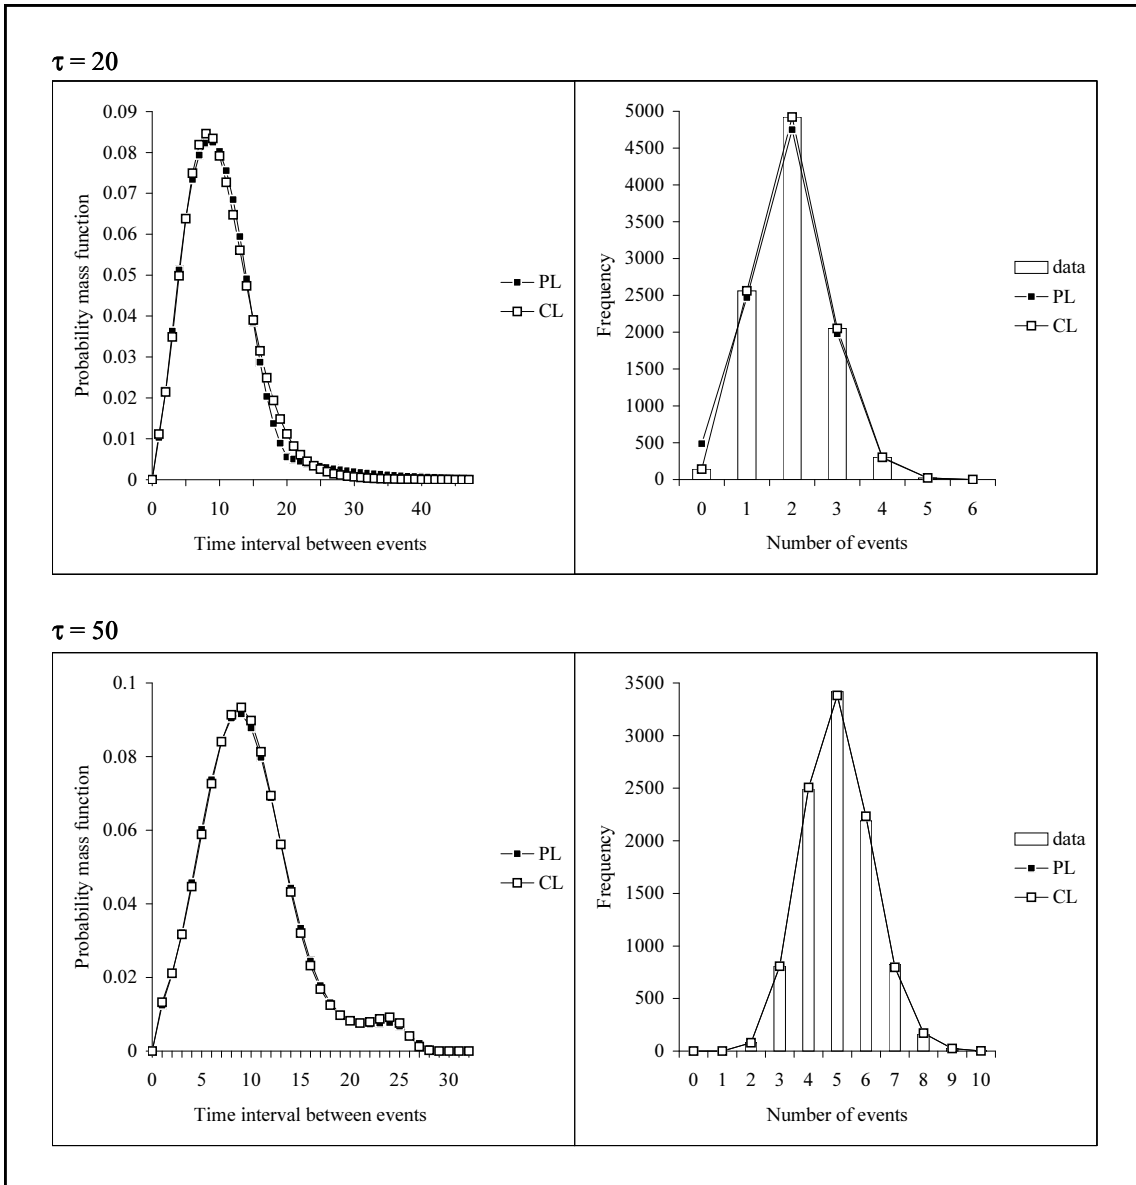 τ = 20
0.09
0.08
0.07
0.06
0.05
0.04
0.03
0.02
0.01
0
Probability mass function
0 10 20 30 40
Time interval between events
PL
CL
5000
4500
4000
3500
3000
2500
2000
1500
1000
500
0
Frequency
0 1 2 3 4 5 6
Number of events
data
PL
CL
τ = 50
0.1
0.08
0.06
0.04
0.02
0
Probability mass function
0 5 10 15 20 25 30
Time interval between events
PL
CL
3500
3000
2500
2000
1500
1000
500
0
Frequency
0 1 2 3 4 5 6 7 8 9 10
Number of events
data
PL
CL